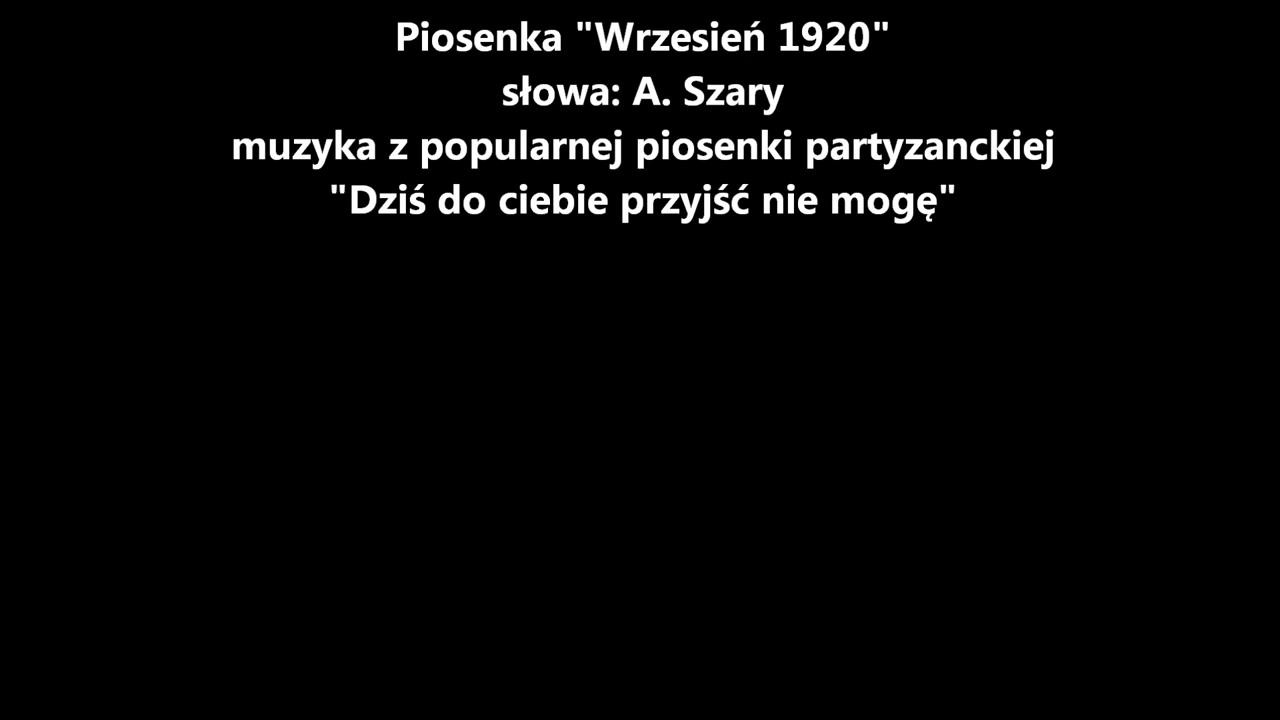 Piosenka "Wrzesień 1920"
słowa: A. Szary
muzyka z popularnej piosenki partyzanckiej
"Dziś do ciebie przyjść nie mogę"